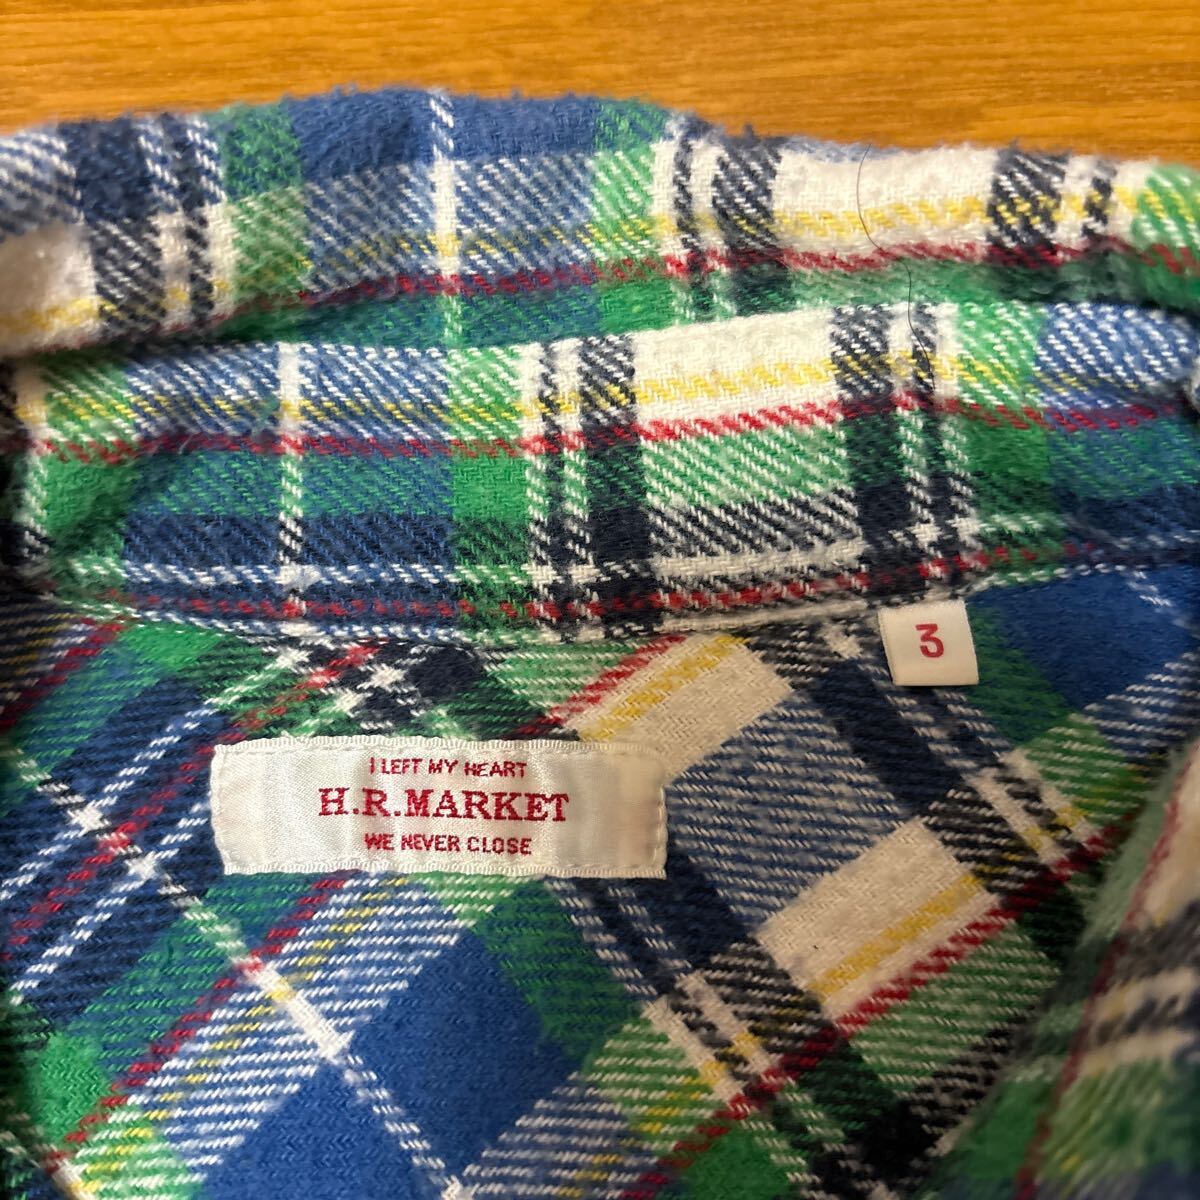 3
I LEFT MY HEART
H.R.MARKET
WE NEVER CLOSE